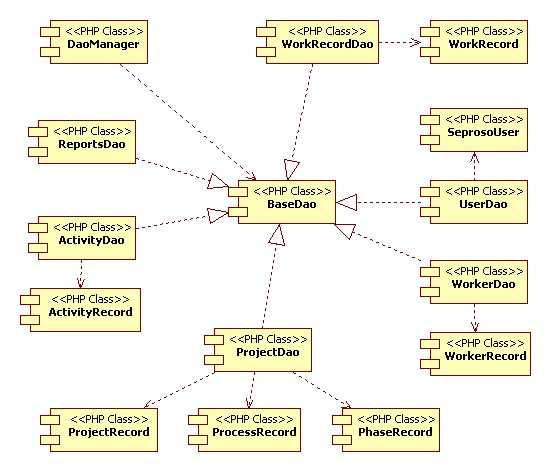 <<PHP Class>>
DaoManager
<<PHP Class>>
WorkRecordDao
<<PHP Class>>
WorkRecord
<<PHP Class>>
ReportsDao
<<PHP Class>>
SeprosoUser
<<PHP Class>>
BaseDao
<<PHP Class>>
UserDao
<<PHP Class>>
ActivityDao
<<PHP Class>>
WorkerDao
<<PHP Class>>
ActivityRecord
<<PHP Class>>
ProjectDao
<<PHP Class>>
WorkerRecord
<<PHP Class>>
ProjectRecord
<<PHP Class>>
ProcessRecord
<<PHP Class>>
PhaseRecord